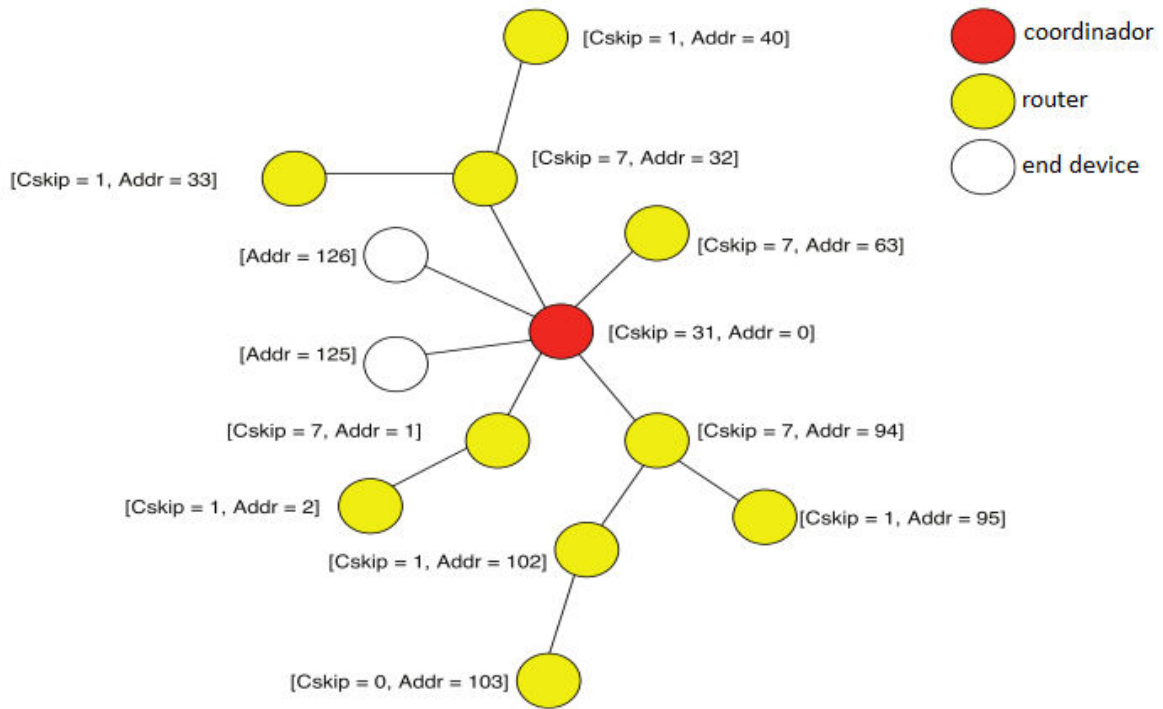 [Cskip = 1, Addr = 40]
coordinador
router
[Cskip = 7, Addr = 32]
end device
[Cskip = 1, Addr = 33]
[Cskip = 7, Addr = 63]
[Addr = 126]
[Cskip = 31, Addr = 0]
[Addr = 125]
[Cskip = 7, Addr = 1]
[Cskip = 7, Addr = 94]
[Cskip = 1, Addr = 2]
[Cskip = 1, Addr = 95]
[Cskip = 1, Addr = 102]
[Cskip = 0, Addr = 103]